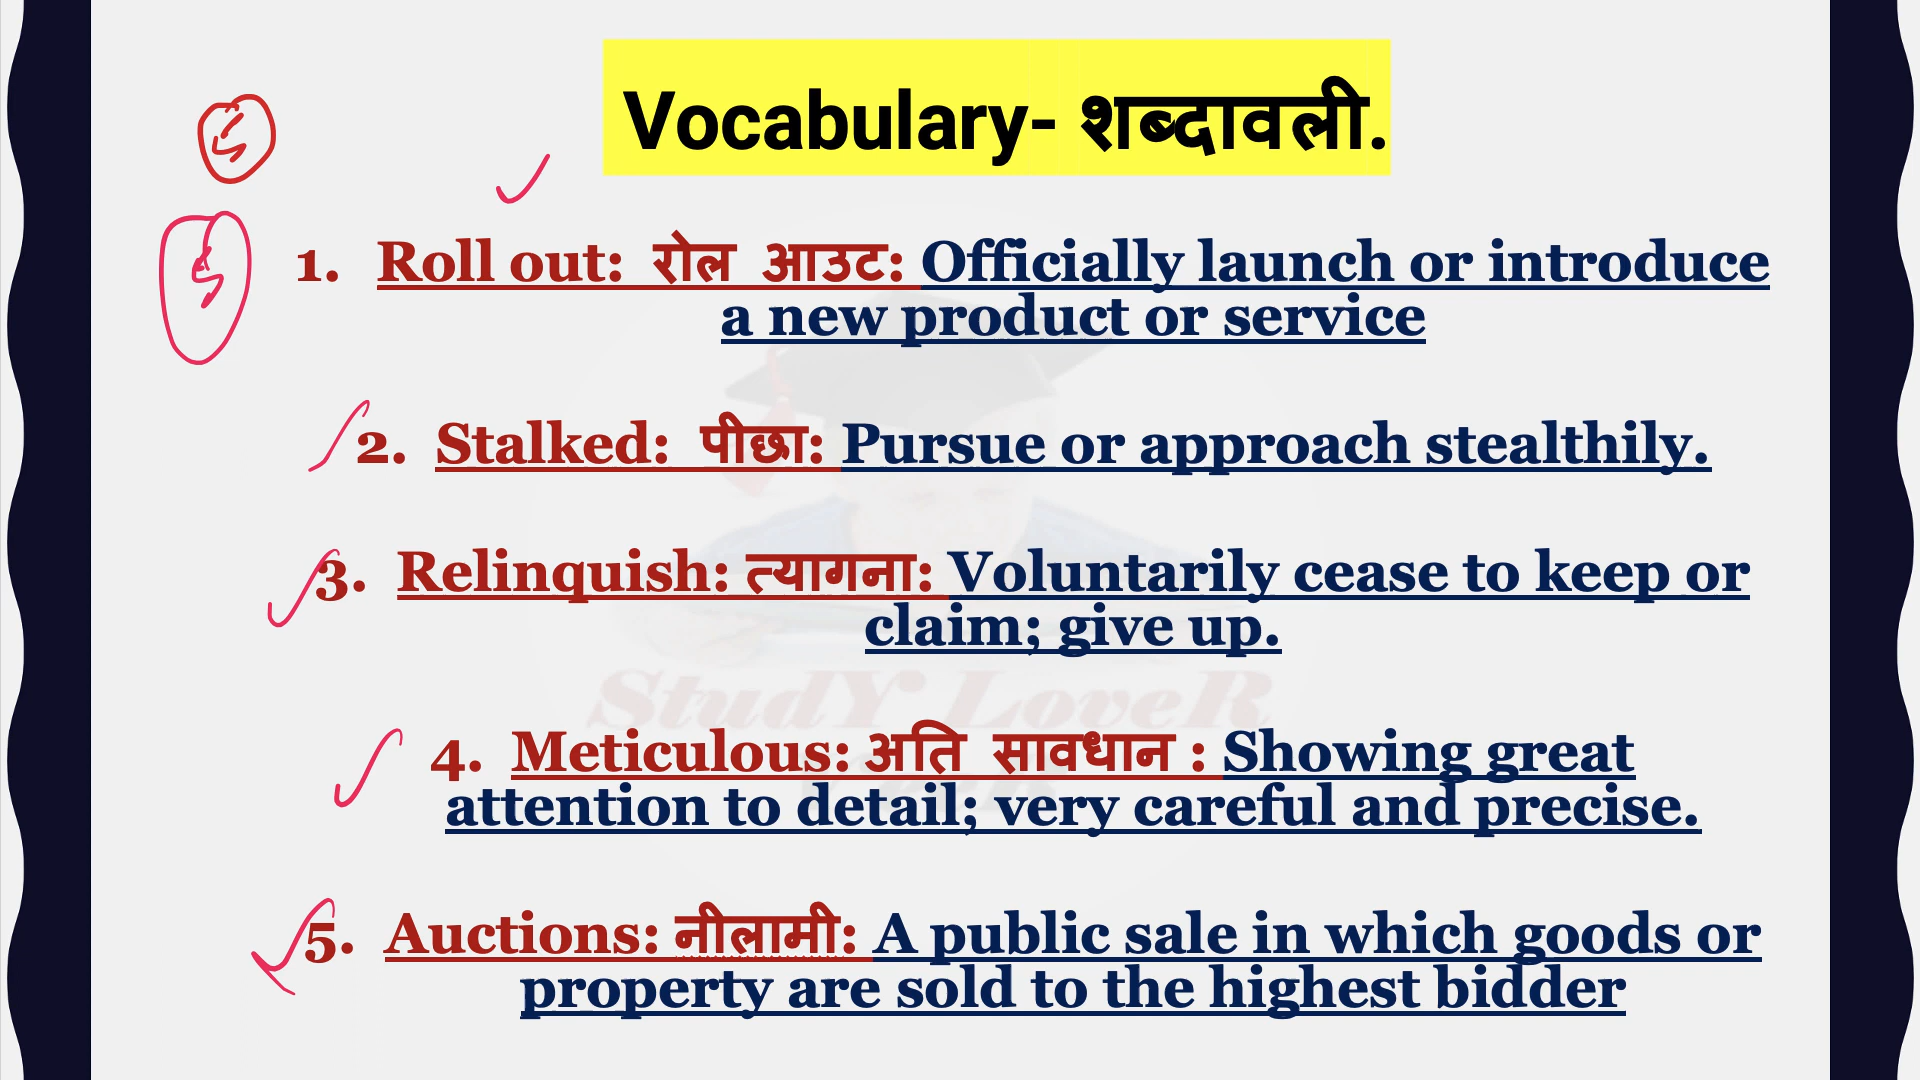 Vocabulary- शब्दावली.
1. Roll out: रोल आउट: Officially launch or introduce
a new product or service
2. Stalked: पीछा: Pursue or approach stealthily.
3. Relinquish: त्यागना: Voluntarily cease to keep or
claim; give up.
StudY LoveR
4. Meticulous: अति सावधान : Showing great
attention to detail; very careful and precise.
5. Auctions: नीलामी: A public sale in which goods or
property are sold to the highest bidder